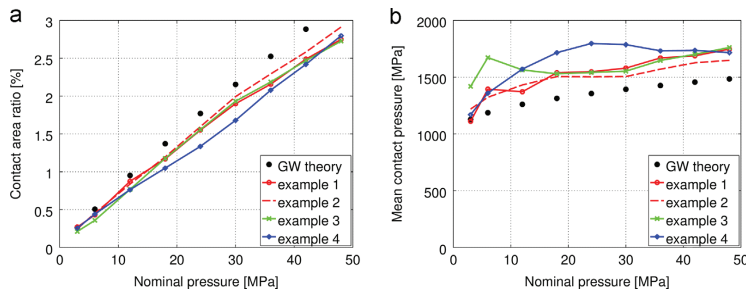 a
Contact area ratio [%]
3
2.5
2
1.5
1
0.5
0
0 10 20 30 40 50
Nominal pressure [MPa]
GW theory
example 1
example 2
example 3
example 4
b
Mean contact pressure [MPa]
2000
1500
1000
500
0
0 10 20 30 40 50
Nominal pressure [MPa]
GW theory
example 1
example 2
example 3
example 4